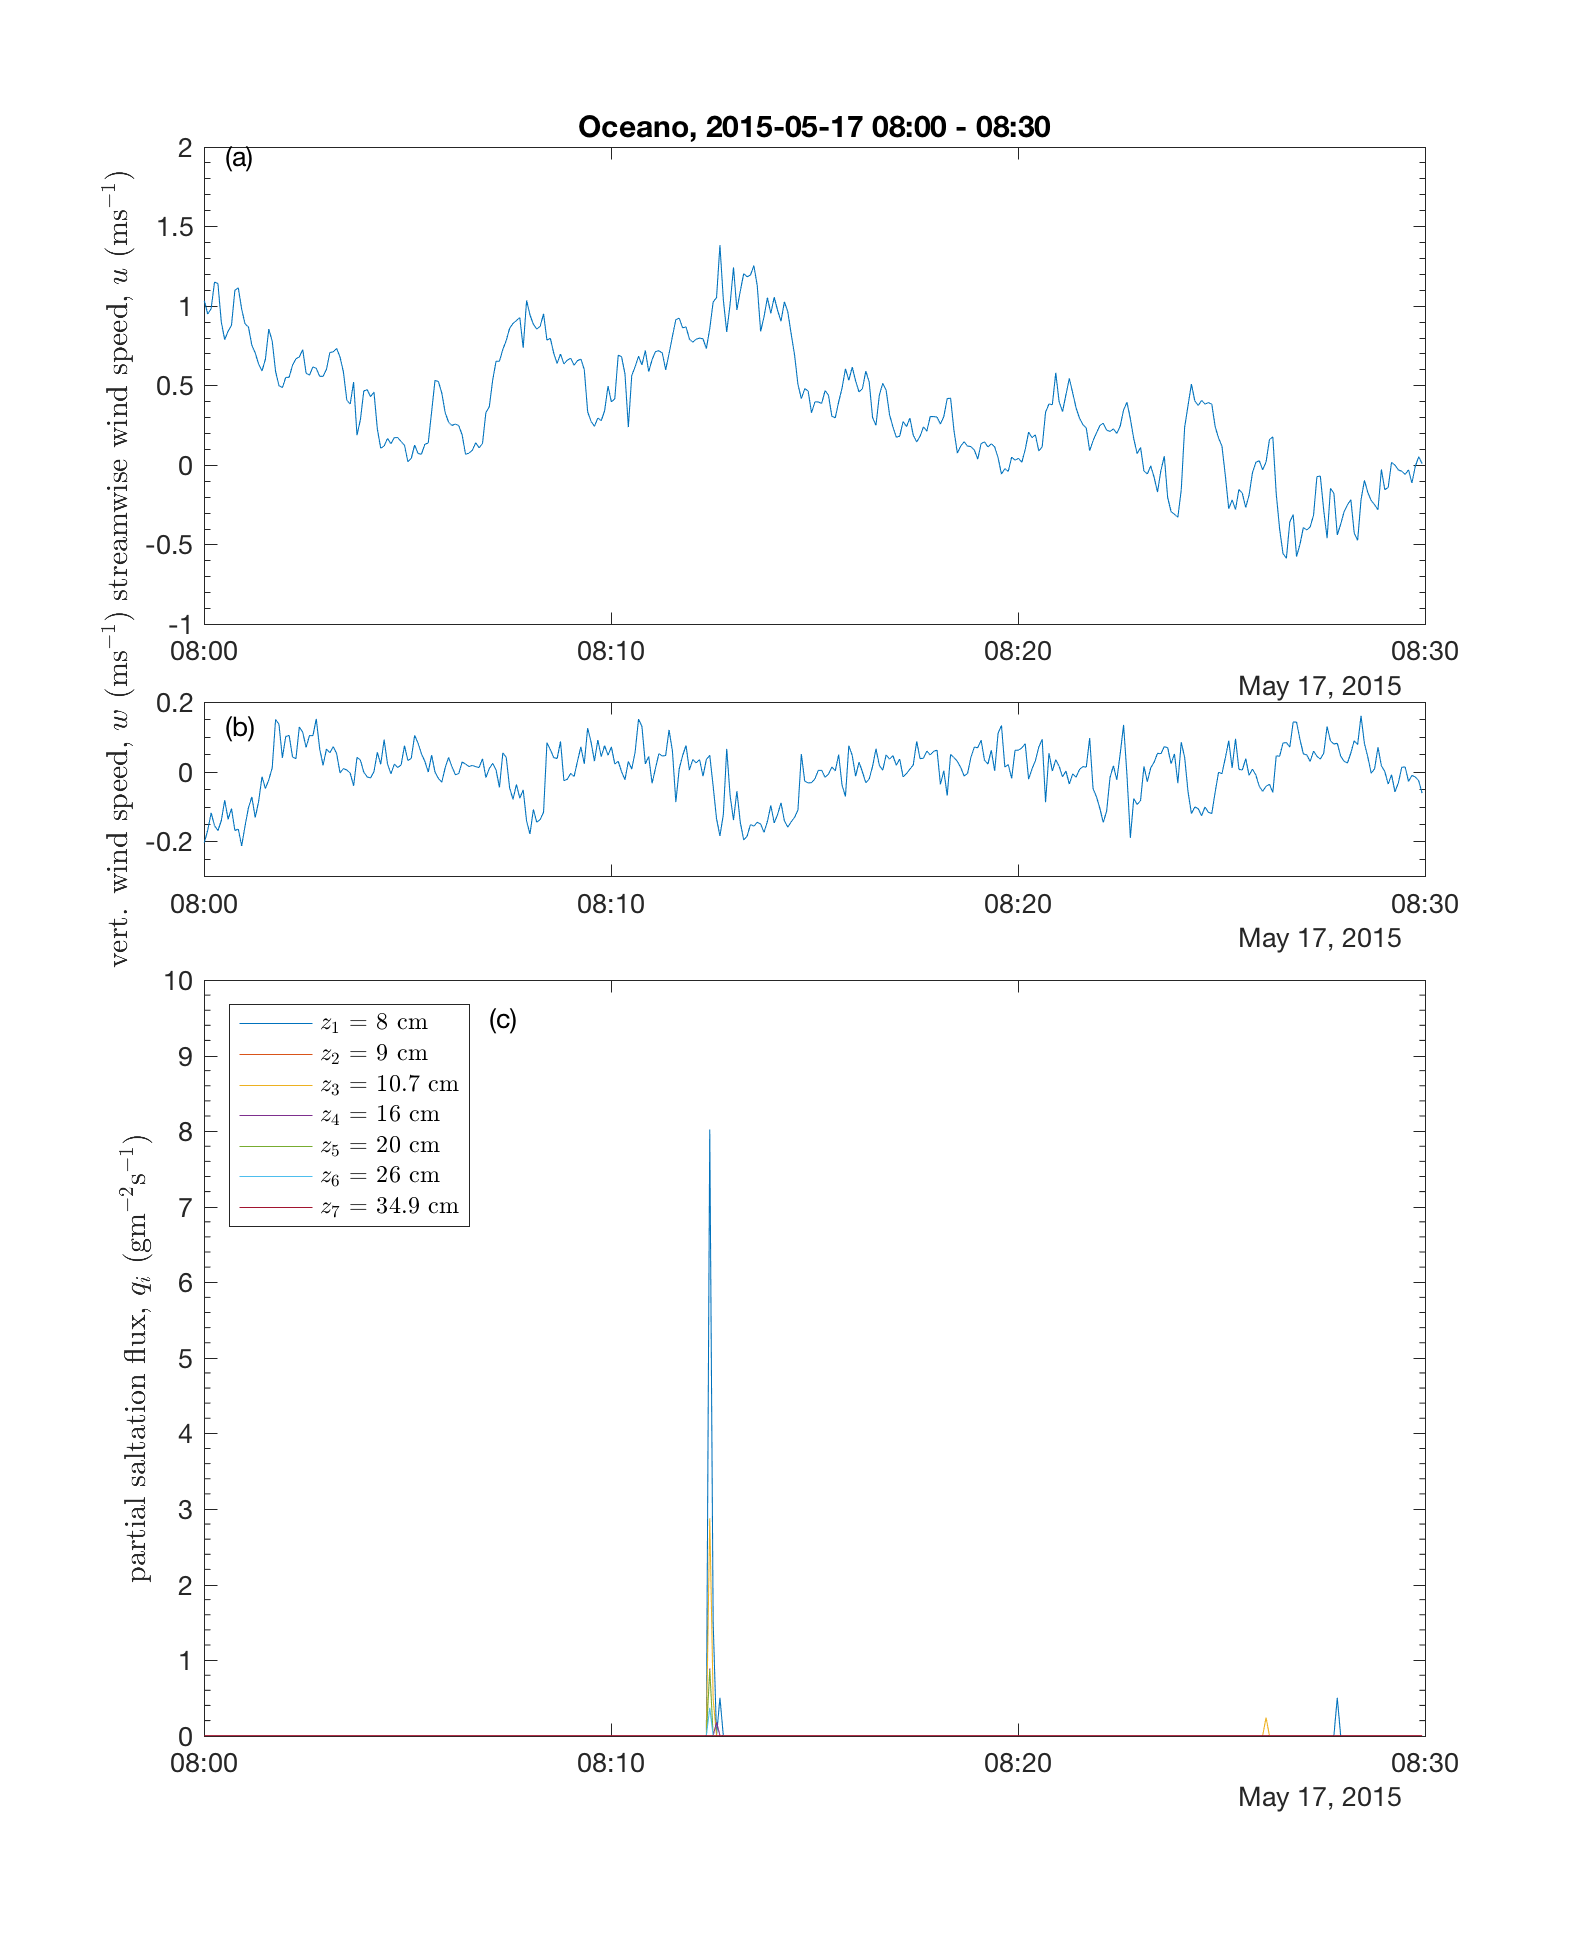 Oceano, 2015-05-17 08:00 - 08:30
(a)
streamwise wind speed, u (ms⁻¹)
2
1.5
1
0.5
0
-0.5
-1
08:00 08:10 08:20 08:30
May 17, 2015
(b)
vert. wind speed, w (ms⁻¹)
0.2
0
-0.2
08:00 08:10 08:20 08:30
May 17, 2015
(c)
partial saltation flux, qᵢ (gm⁻²s⁻¹)
10
9
8
7
6
5
4
3
2
1
0
z₁ = 8 cm
z₂ = 9 cm
z₃ = 10.7 cm
z₄ = 16 cm
z₅ = 20 cm
z₆ = 26 cm
z₇ = 34.9 cm
08:00 08:10 08:20 08:30
May 17, 2015